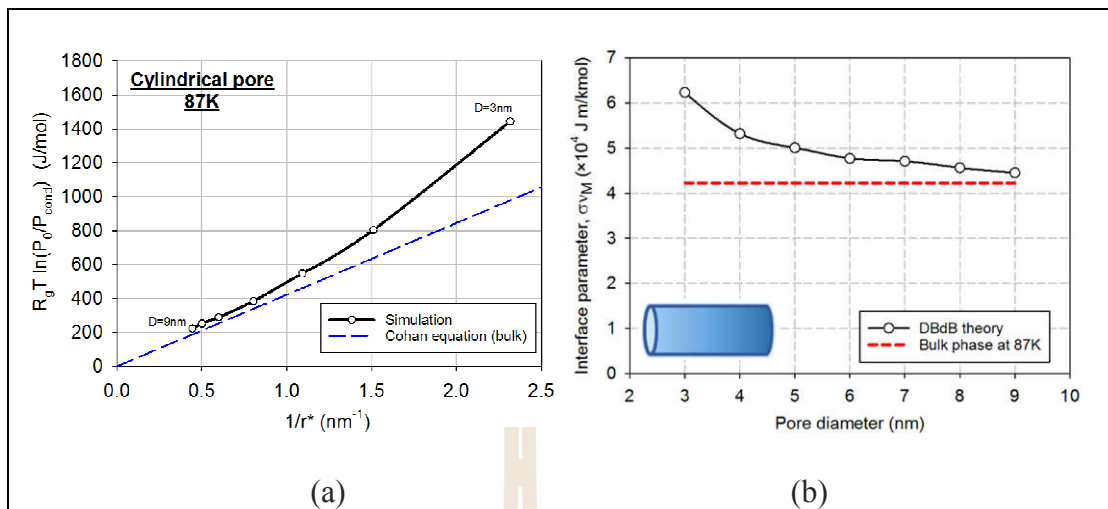 Cylindrical pore
87K
D=3nm
D=9nm
Simulation
Cohan equation (bulk)
R_gT ln(P_0/P_cond) (J/mol)
1800
1600
1400
1200
1000
800
600
400
200
0
0.0 0.5 1.0 1.5 2.0 2.5
1/r* (nm⁻¹)
(a)
Interface parameter, σν_M (×10⁴ J m/kmol)
7
6
5
4
3
2
1
0
DBdB theory
Bulk phase at 87K
2 3 4 5 6 7 8 9 10
Pore diameter (nm)
(b)